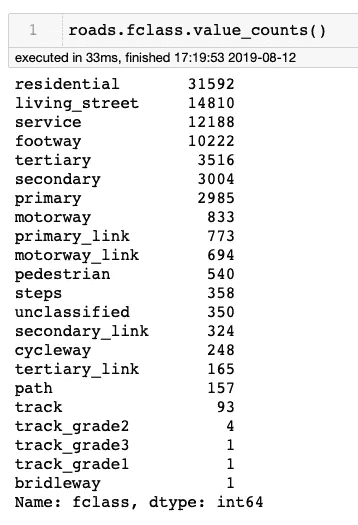 1 roads.fclass.value_counts()
executed in 33ms, finished 17:19:53 2019-08-12
residential 31592
living_street 14810
service 12188
footway 10222
tertiary 3516
secondary 3004
primary 2985
motorway 833
primary_link 773
motorway_link 694
pedestrian 540
steps 358
unclassified 350
secondary_link 324
cycleway 248
tertiary_link 165
path 157
track 93
track_grade2 4
track_grade3 1
track_grade1 1
bridleway 1
Name: fclass, dtype: int64